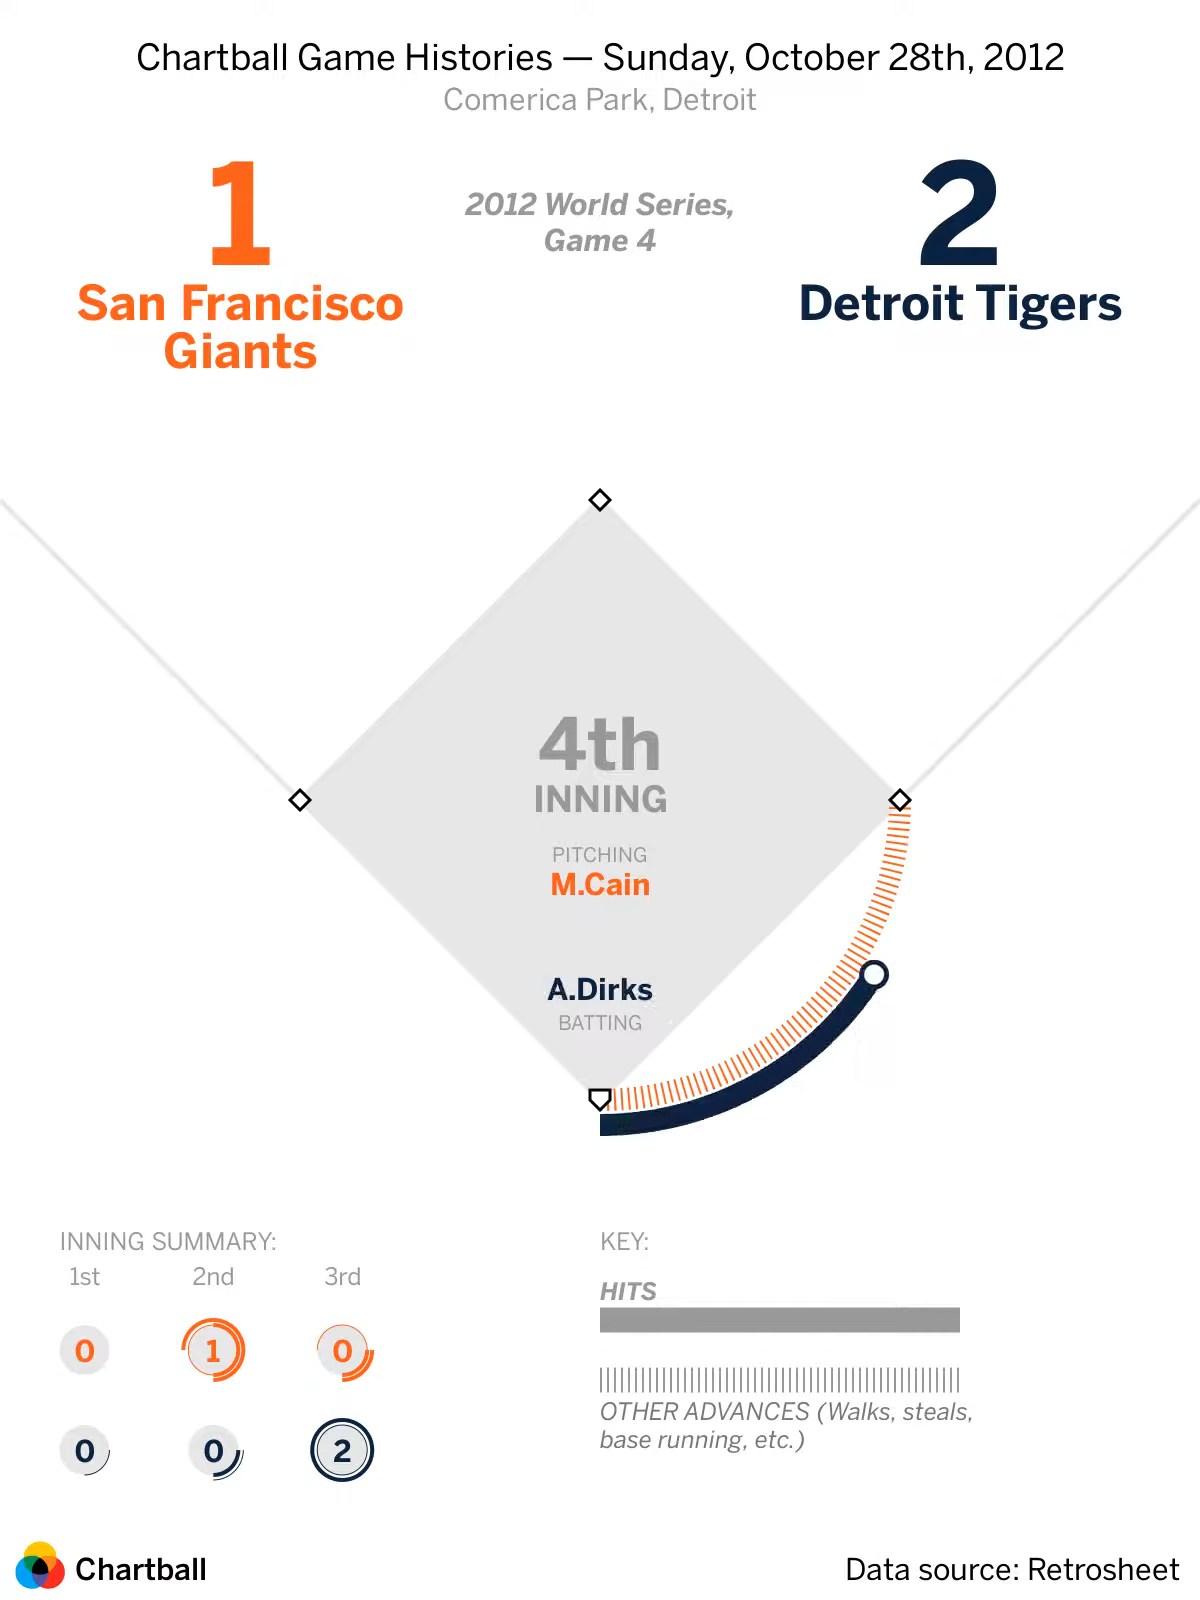 Chartball Game Histories — Sunday, October 28th, 2012
Comerica Park, Detroit
1
San Francisco
Giants
2012 World Series,
Game 4
2
Detroit Tigers
4th
INNING
PITCHING
M.Cain
A.Dirks
BATTING
INNING SUMMARY:
1st 2nd 3rd
0 1 0
0 0 2
KEY:
HITS
OTHER ADVANCES (Walks, steals,
base running, etc.)
Chartball
Data source: Retrosheet